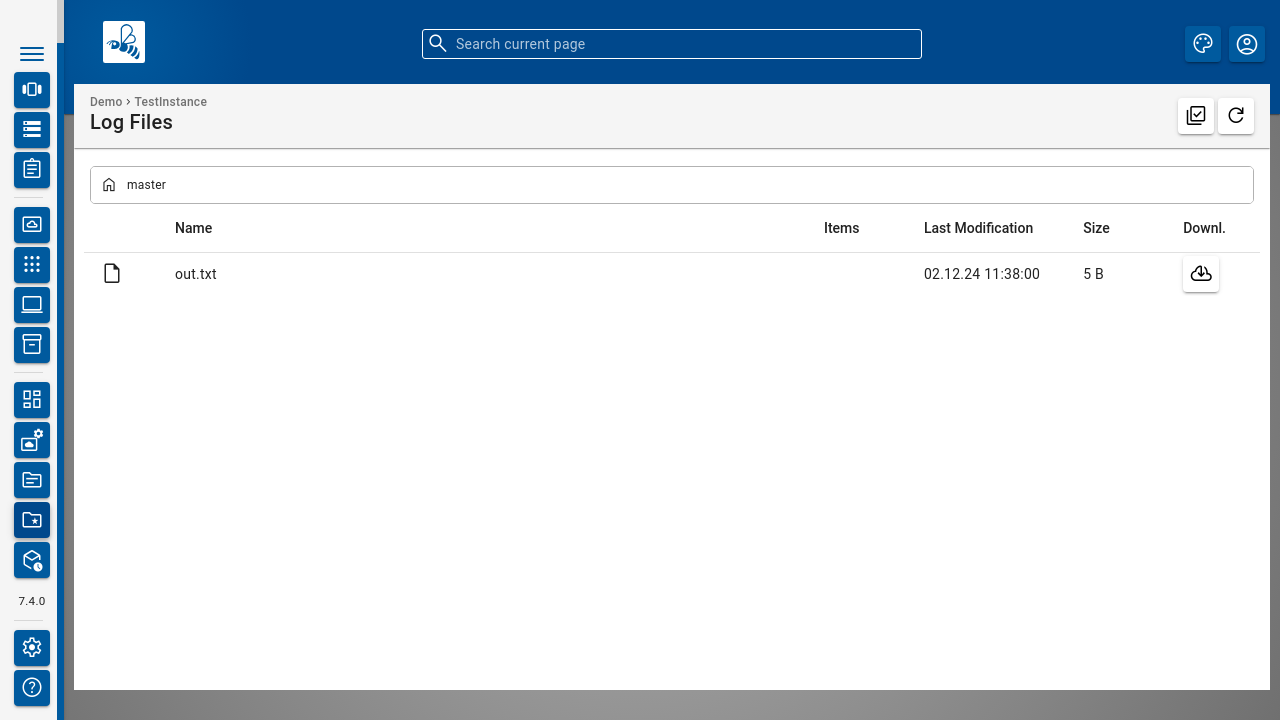 Search current page
Demo › TestInstance
Log Files
master
Name Items Last Modification Size Downl.
out.txt 02.12.24 11:38:00 5 B
7.4.0